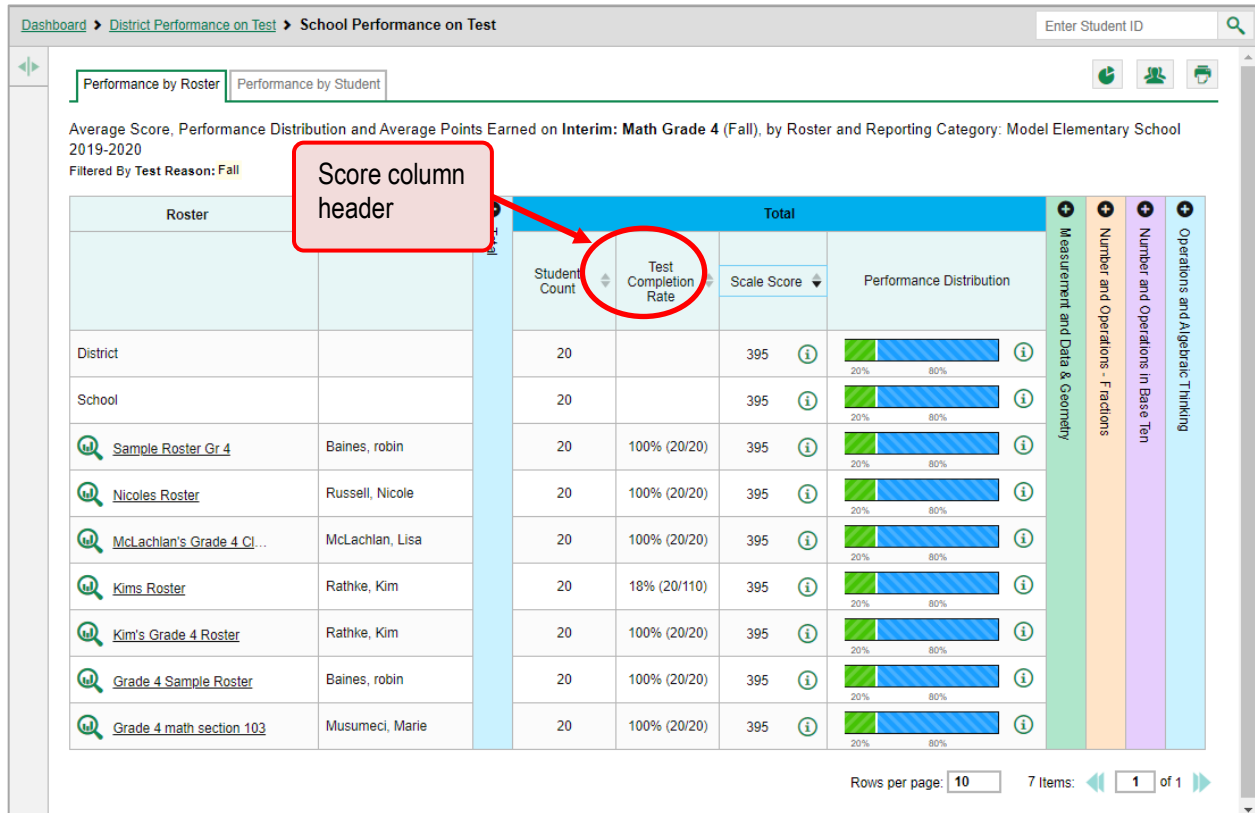 Dashboard > District Performance on Test > School Performance on Test
Enter Student ID
Performance by Roster
Performance by Student
Average Score, Performance Distribution and Average Points Earned on Interim: Math Grade 4 (Fall), by Roster and Reporting Category: Model Elementary School
2019-2020
Filtered By Test Reason: Fall
Score column
header
Roster
Total
Total
Student
Count
Test
Completion
Rate
Scale Score
Performance Distribution
Measurement and Data & Geometry
Number and Operations - Fractions
Number and Operations in Base Ten
Operations and Algebraic Thinking
District 20 395 20% 80%
School 20 395 20% 80%
Sample Roster Gr 4 Baines, robin 20 100% (20/20) 395 20% 80%
Nicoles Roster Russell, Nicole 20 100% (20/20) 395 20% 80%
McLachlan's Grade 4 Cl... McLachlan, Lisa 20 100% (20/20) 395 20% 80%
Kims Roster Rathke, Kim 20 18% (20/110) 395 20% 80%
Kim's Grade 4 Roster Rathke, Kim 20 100% (20/20) 395 20% 80%
Grade 4 Sample Roster Baines, robin 20 100% (20/20) 395 20% 80%
Grade 4 math section 103 Musumeci, Marie 20 100% (20/20) 395 20% 80%
Rows per page: 10 7 Items: 1 of 1